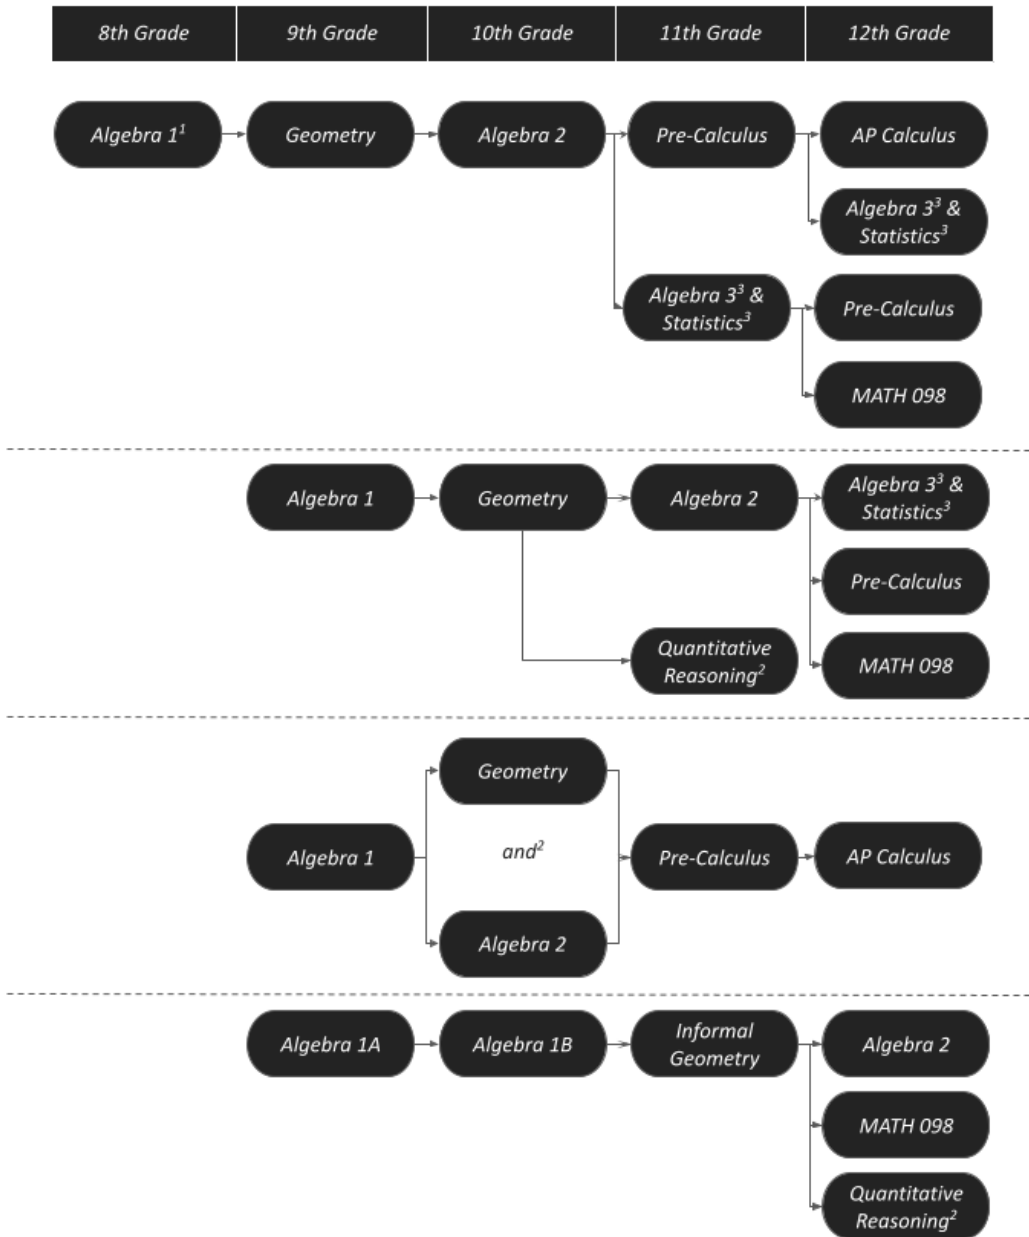 8th Grade 9th Grade 10th Grade 11th Grade 12th Grade
Algebra 1¹ Geometry Algebra 2 Pre-Calculus AP Calculus
Algebra 3³ &
Statistics³
Algebra 3³ &
Statistics³
Pre-Calculus
MATH 098
Algebra 1 Geometry Algebra 2
Algebra 3³ &
Statistics³
Pre-Calculus
Quantitative
Reasoning²
MATH 098
Geometry
and²
Algebra 1 Pre-Calculus AP Calculus
Algebra 2
Algebra 1A Algebra 1B
Informal
Geometry
Algebra 2
MATH 098
Quantitative
Reasoning²